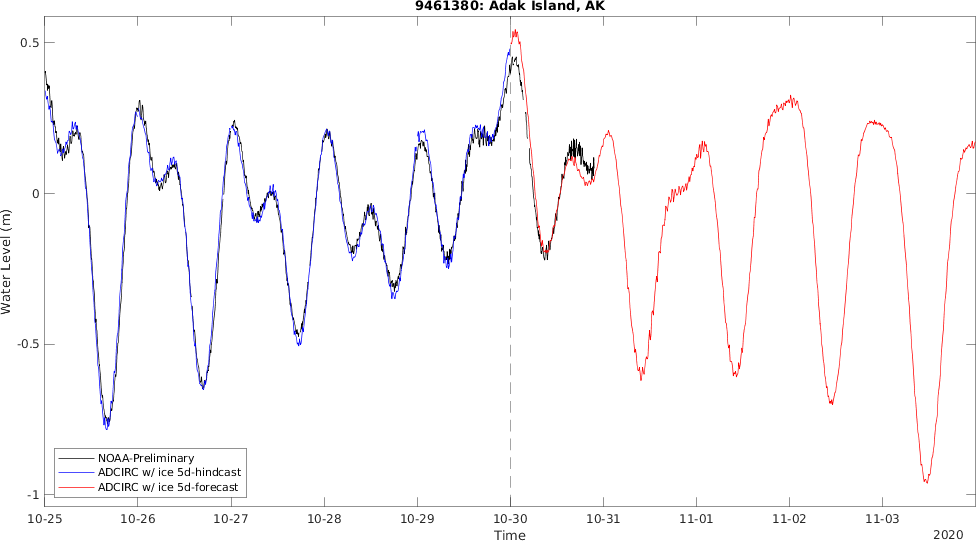 9461380: Adak Island, AK
0.5
0
-0.5
-1
Water Level (m)
NOAA-Preliminary
ADCIRC w/ ice 5d-hindcast
ADCIRC w/ ice 5d-forecast
10-25 10-26 10-27 10-28 10-29 10-30 10-31 11-01 11-02 11-03
Time
2020